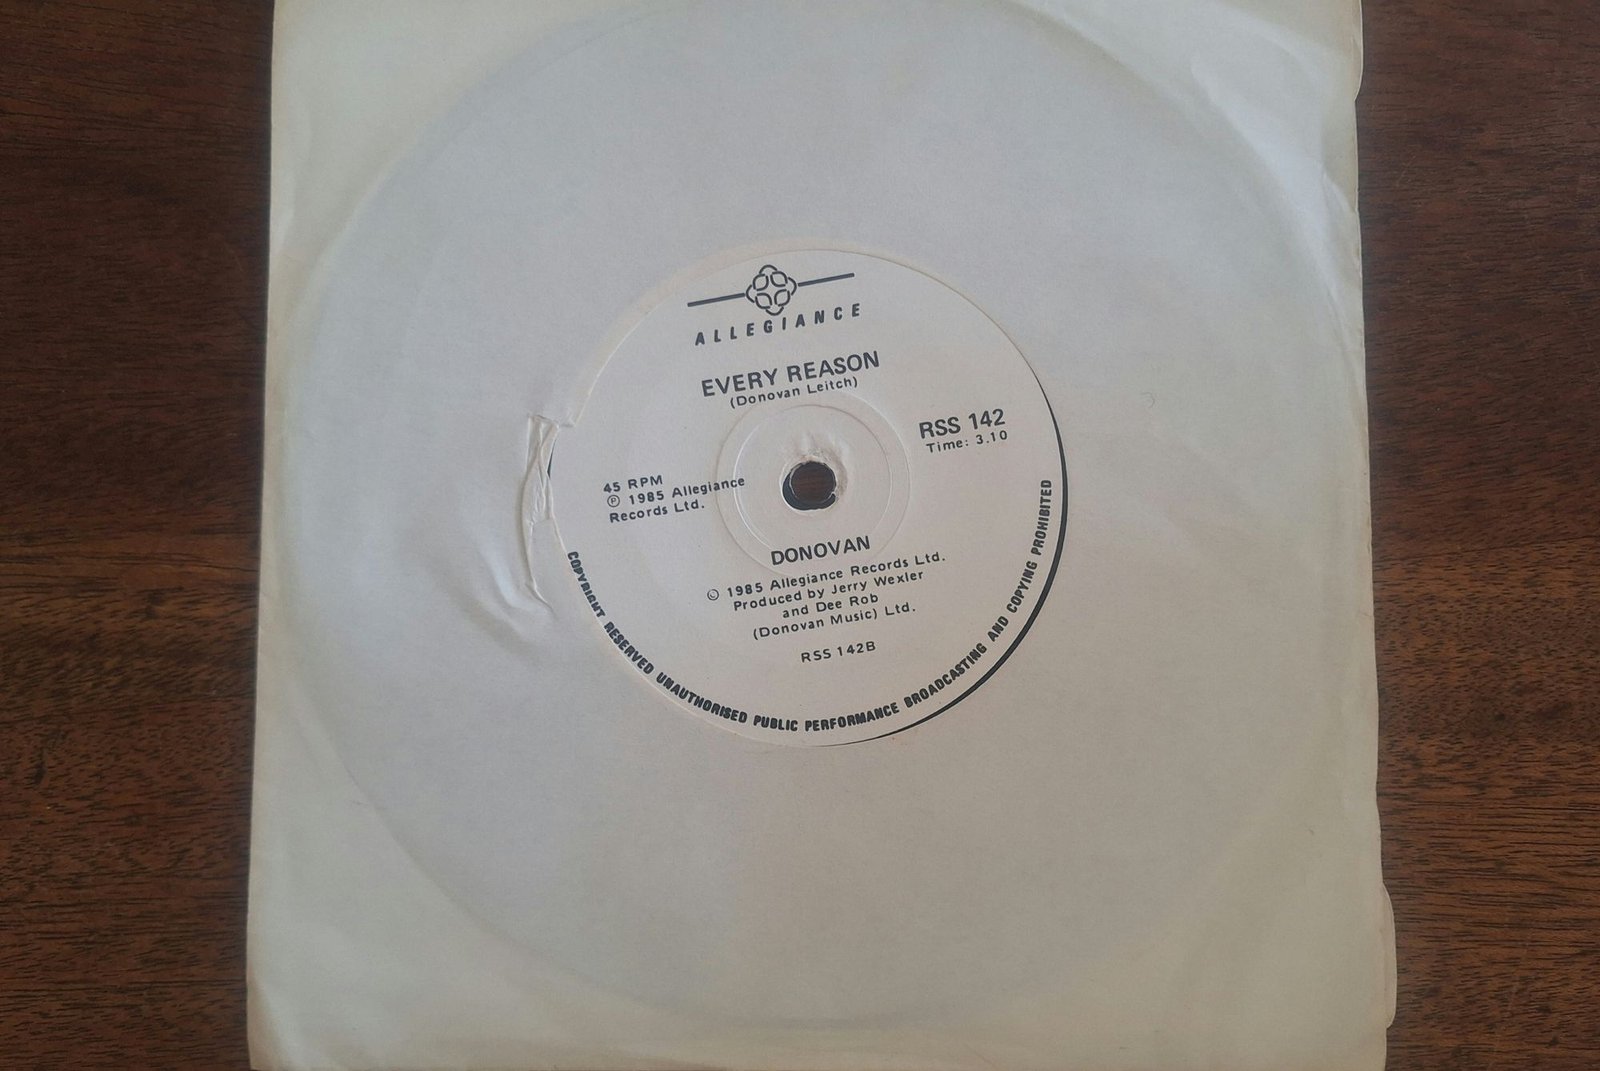 ALLEGIANCE
EVERY REASON
(Donovan Leitch)
RSS 142
Time: 3.10
45 RPM
Ⓟ 1985 Allegiance
Records Ltd.
DONOVAN
© 1985 Allegiance Records Ltd.
Produced by Jerry Wexler
and Dee Rob
(Donovan Music) Ltd.
RSS 142B
COPYRIGHT RESERVED UNAUTHORISED PUBLIC PERFORMANCE BROADCASTING AND COPYING PROHIBITED